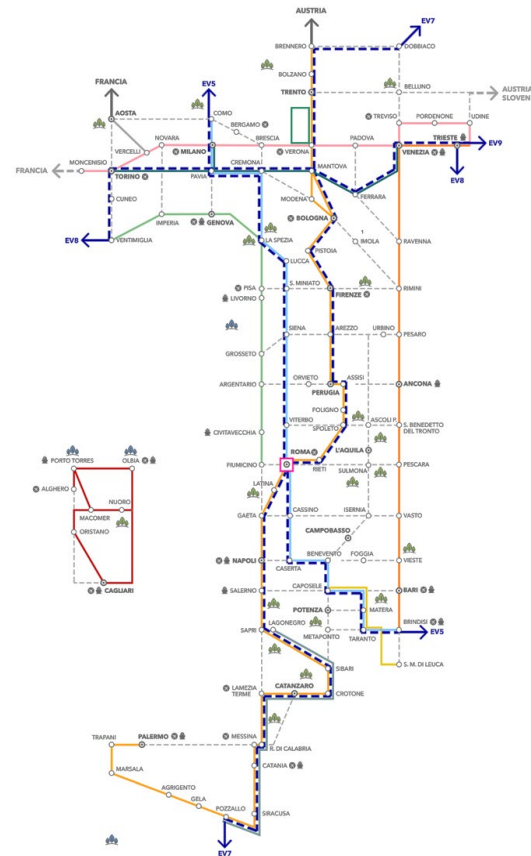 AUSTRIA
EV7
BRENNERO
DOBBIACO
BOLZANO
FRANCIA
EV5
TRENTO
BELLUNO
AUSTRIA
SLOVEN
AOSTA
COMO
BERGAMO
TREVISO
PORDENONE
UDINE
NOVARA
MILANO
BRESCIA
VERONA
PADOVA
TRIESTE
VERCELLI
VENEZIA
EV9
MONCENISIO
CREMONA
MANTOVA
FRANCIA
TORINO
PAVIA
EV8
FERRARA
CUNEO
MODENA
IMPERIA
GENOVA
BOLOGNA
EV8
VENTIMIGLIA
LA SPEZIA
IMOLA
RAVENNA
PISTOIA
LUCCA
PISA
S. MINIATO
FIRENZE
RIMINI
LIVORNO
SIENA
AREZZO
URBINO
PESARO
GROSSETO
ARGENTARIO
ORVIETO
ASSISI
ANCONA
PERUGIA
FOLIGNO
CIVITAVECCHIA
VITERBO
SPOLETO
ASCOLI P.
S. BENEDETTO
DEL TRONTO
ROMA
L'AQUILA
PORTO TORRES
OLBIA
FIUMICINO
RIETI
SULMONA
PESCARA
ALGHERO
LATINA
NUORO
MACOMER
GAETA
CASSINO
ISERNIA
VASTO
ORISTANO
CAMPOBASSO
NAPOLI
CASERTA
BENEVENTO
FOGGIA
VIESTE
CAGLIARI
SALERNO
CAPOSELE
BARI
POTENZA
MATERA
SAPRI
LAGONEGRO
METAPONTO
TARANTO
BRINDISI
EV5
SIBARI
S. M. DI LEUCA
LAMEZIA
TERME
CATANZARO
CROTONE
TRAPANI
PALERMO
MESSINA
R. DI CALABRIA
MARSALA
CATANIA
AGRIGENTO
GELA
POZZALLO
SIRACUSA
EV7